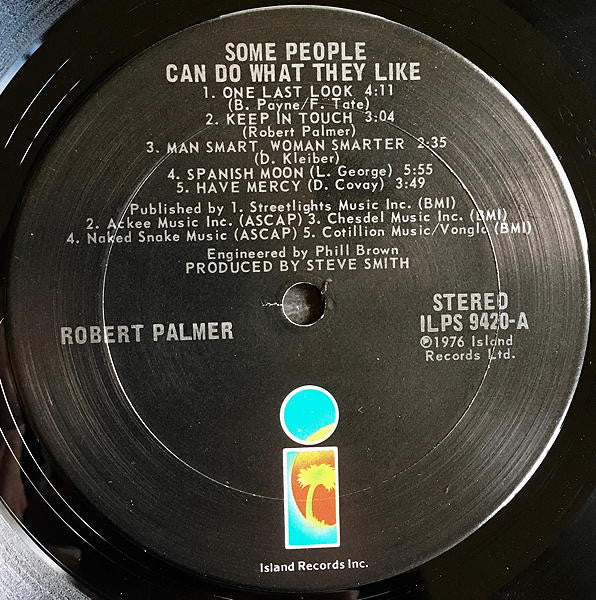 SOME PEOPLE
CAN DO WHAT THEY LIKE
1. ONE LAST LOOK 4:11
(B. Payne/F. Tate)
2. KEEP IN TOUCH 3:04
(Robert Palmer)
3. MAN SMART, WOMAN SMARTER 2:35
(D. Kleiber)
4. SPANISH MOON (L. George) 5:55
5. HAVE MERCY (D. Covay) 3:49
Published by 1. Streetlights Music Inc. (BMI)
2. Ackee Music Inc. (ASCAP) 3. Chesdel Music Inc. (BMI)
4. Naked Snake Music (ASCAP) 5. Cotillion Music/Vonglo (BMI)
Engineered by Phill Brown
PRODUCED BY STEVE SMITH
ROBERT PALMER
STEREO
ILPS 9420-A
℗1976 Island
Records Ltd.
i
Island Records Inc.